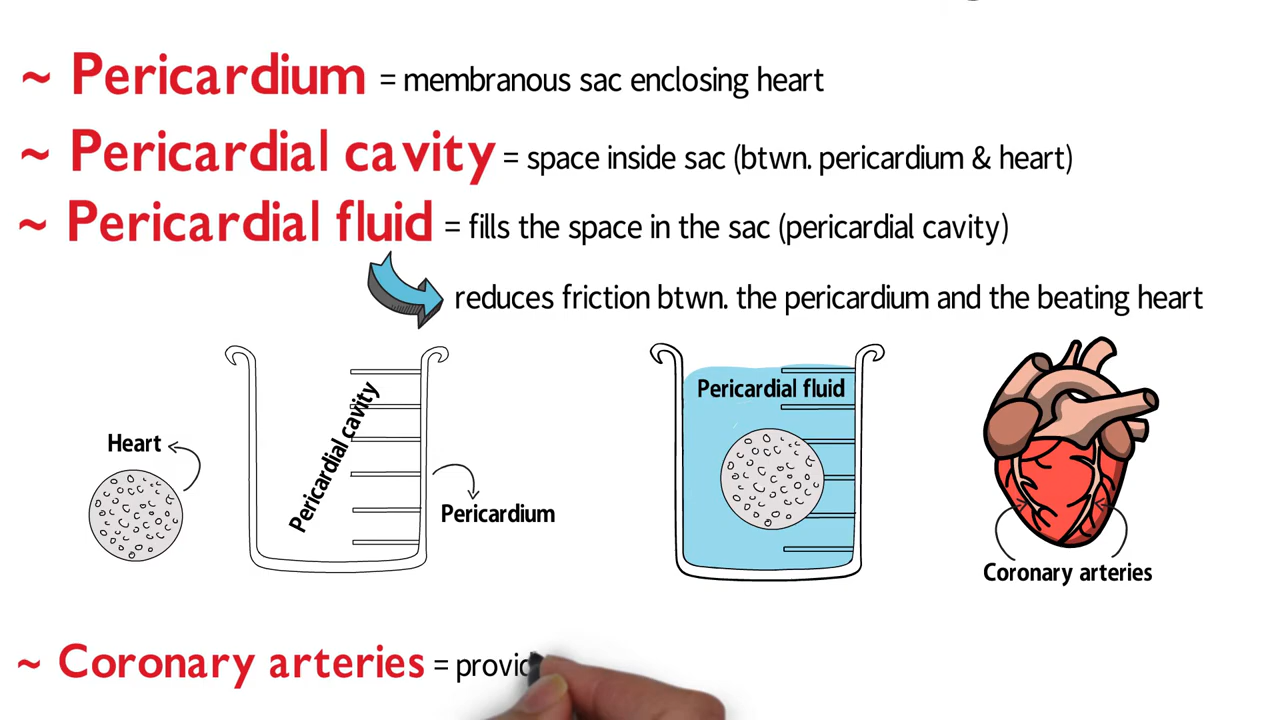 ~ Pericardium = membranous sac enclosing heart
~ Pericardial cavity = space inside sac (btwn. pericardium & heart)
~ Pericardial fluid = fills the space in the sac (pericardial cavity)
reduces friction btwn. the pericardium and the beating heart
Heart
Pericardial cavity
Pericardium
Pericardial fluid
Coronary arteries
~ Coronary arteries =